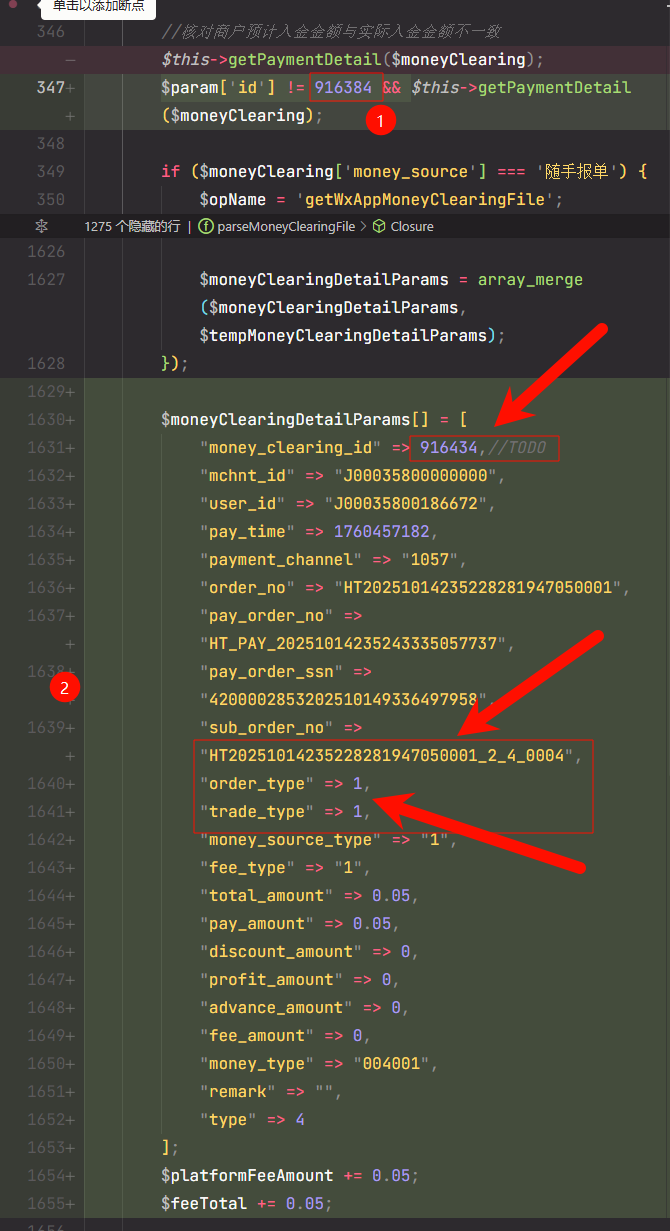 单击以添加断点
346 //核对商户预计入金金额与实际入金金额不一致
— $this->getPaymentDetail($moneyClearing);
347+ $param['id'] != 916384 && $this->getPaymentDetail
+ ($moneyClearing);
1
348
349 if ($moneyClearing['money_source'] === '随手报单') {
350 $opName = 'getWxAppMoneyClearingFile';
1275 个隐藏的行 | f parseMoneyClearingFile > Closure
1626
1627 $moneyClearingDetailParams = array_merge
($moneyClearingDetailParams,
$tempMoneyClearingDetailParams);
1628 });
1629+
1630+ $moneyClearingDetailParams[] = [
1631+ "money_clearing_id" => 916434,//TODO
1632+ "mchnt_id" => "J00035800000000",
1633+ "user_id" => "J00035800186672",
1634+ "pay_time" => 1760457182,
1635+ "payment_channel" => "1057",
1636+ "order_no" => "HT20251014235228281947050001",
1637+ "pay_order_no" =>
+ "HT_PAY_20251014235243335057737",
1638+ "pay_order_ssn" =>
2
"4200002853202510149336497958",
1639+ "sub_order_no" =>
+ "HT20251014235228281947050001_2_4_0004",
1640+ "order_type" => 1,
1641+ "trade_type" => 1,
1642+ "money_source_type" => "1",
1643+ "fee_type" => "1",
1644+ "total_amount" => 0.05,
1645+ "pay_amount" => 0.05,
1646+ "discount_amount" => 0,
1647+ "profit_amount" => 0,
1648+ "advance_amount" => 0,
1649+ "fee_amount" => 0,
1650+ "money_type" => "004001",
1651+ "remark" => "",
1652+ "type" => 4
1653+ ];
1654+ $platformFeeAmount += 0.05;
1655+ $feeTotal += 0.05;
1656